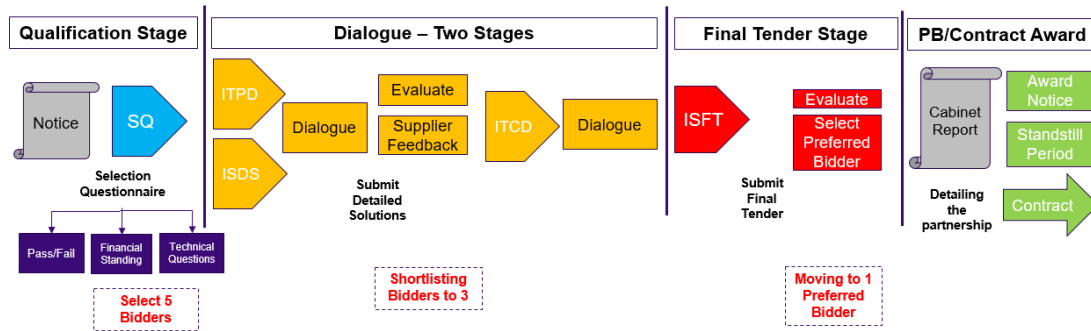 Qualification Stage
Dialogue – Two Stages
Final Tender Stage
PB/Contract Award
Notice
SQ
Selection
Questionnaire
Pass/Fail
Financial
Standing
Technical
Questions
Select 5
Bidders
ITPD
ISDS
Dialogue
Evaluate
Supplier
Feedback
Submit
Detailed
Solutions
ITCD
Dialogue
Shortlisting
Bidders to 3
ISFT
Evaluate
Select
Preferred
Bidder
Submit
Final
Tender
Moving to 1
Preferred
Bidder
Cabinet
Report
Detailing
the
partnership
Award
Notice
Standstill
Period
Contract